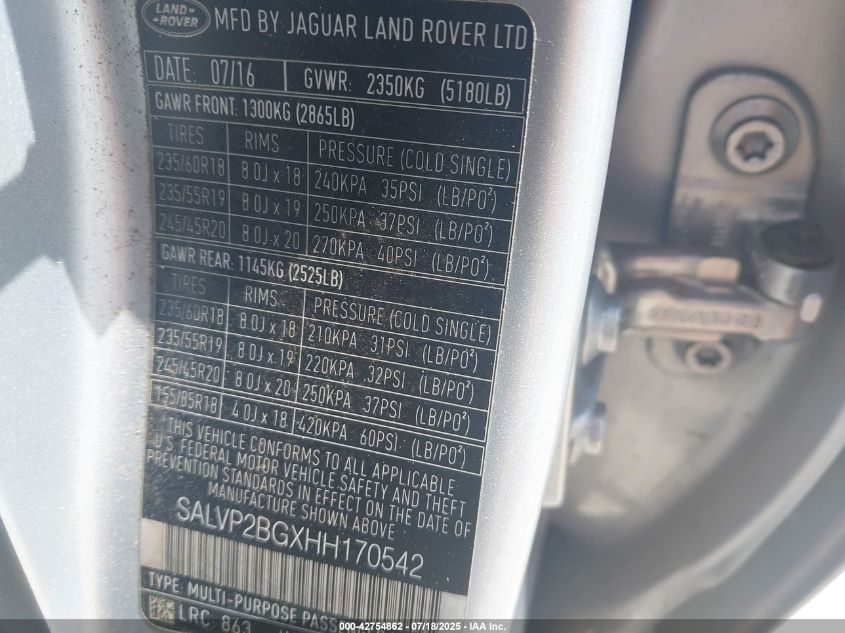 LAND-ROVER MFD BY JAGUAR LAND ROVER LTD
DATE: 07/16 GVWR: 2350KG (5180LB)
GAWR FRONT: 1300KG (2865LB)
TIRES RIMS PRESSURE (COLD SINGLE)
235/60R18 8.0J x 18 240KPA 35PSI (LB/PO²)
235/55R19 8.0J x 19 250KPA 37PSI (LB/PO²)
245/45R20 8.0J x 20 270KPA 40PSI (LB/PO²)
GAWR REAR: 1145KG (2525LB)
TIRES RIMS PRESSURE (COLD SINGLE)
235/60R18 8.0J x 18 210KPA 31PSI (LB/PO²)
235/55R19 8.0J x 19 220KPA 32PSI (LB/PO²)
245/45R20 8.0J x 20 250KPA 37PSI (LB/PO²)
155/85R18 4.0J x 18 420KPA 60PSI (LB/PO²)
THIS VEHICLE CONFORMS TO ALL APPLICABLE
U.S. FEDERAL MOTOR VEHICLE SAFETY AND THEFT
PREVENTION STANDARDS IN EFFECT ON THE DATE OF
MANUFACTURE SHOWN ABOVE
SALVP2BGXHH170542
TYPE: MULTI-PURPOSE PASS
LRC 863
000-42754862 - 07/18/2025 - IAA Inc.